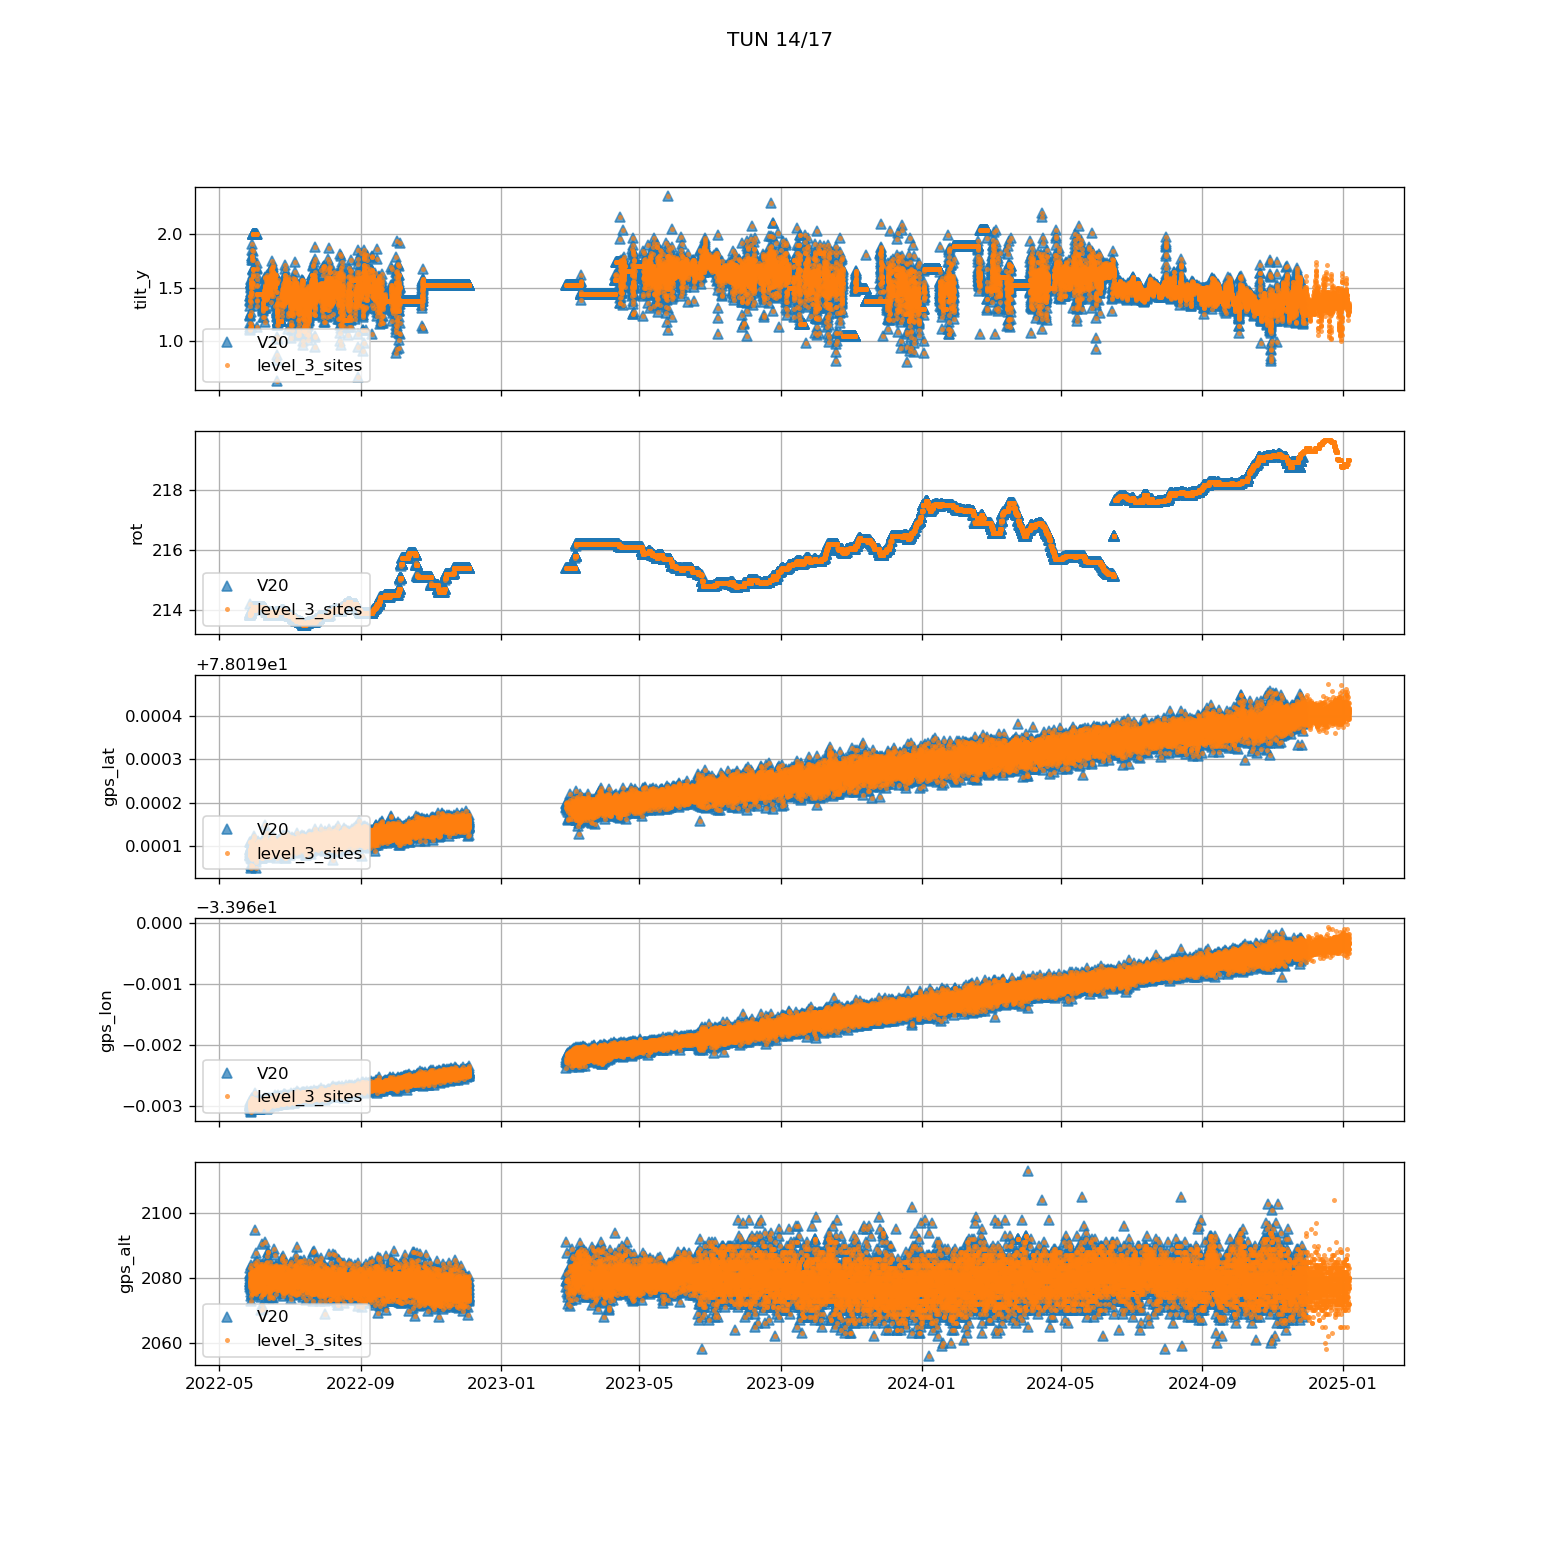 TUN 14/17
2.0
1.5
1.0
tilt_y
V20
level_3_sites
218
216
214
rot
V20
level_3_sites
+7.8019e1
0.0004
0.0003
0.0002
0.0001
gps_lat
V20
level_3_sites
−3.396e1
0.000
−0.001
−0.002
−0.003
gps_lon
V20
level_3_sites
2100
2080
2060
gps_alt
V20
level_3_sites
2022-05 2022-09 2023-01 2023-05 2023-09 2024-01 2024-05 2024-09 2025-01